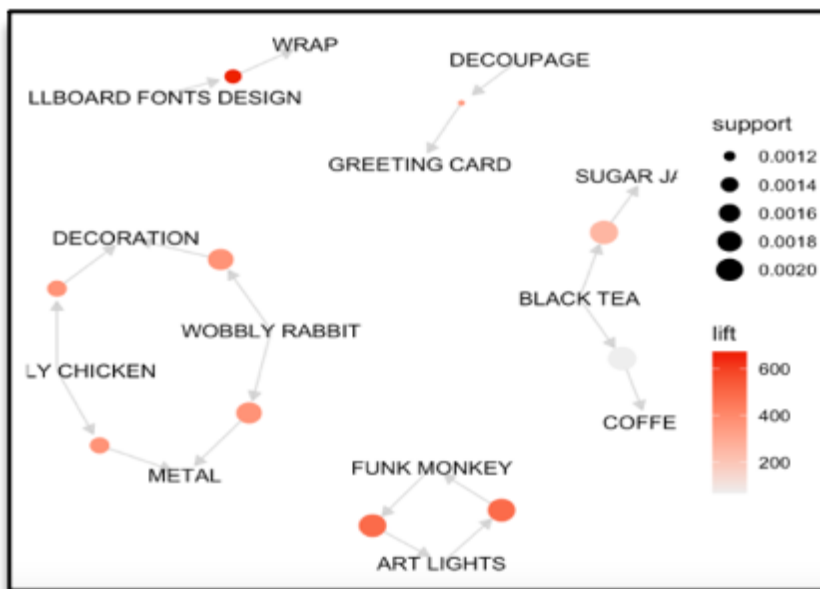 WRAP
LLBOARD FONTS DESIGN
DECOUPAGE
GREETING CARD
SUGAR JA
BLACK TEA
COFFE
DECORATION
WOBBLY RABBIT
LY CHICKEN
METAL
FUNK MONKEY
ART LIGHTS
support
0.0012
0.0014
0.0016
0.0018
0.0020
lift
600
400
200